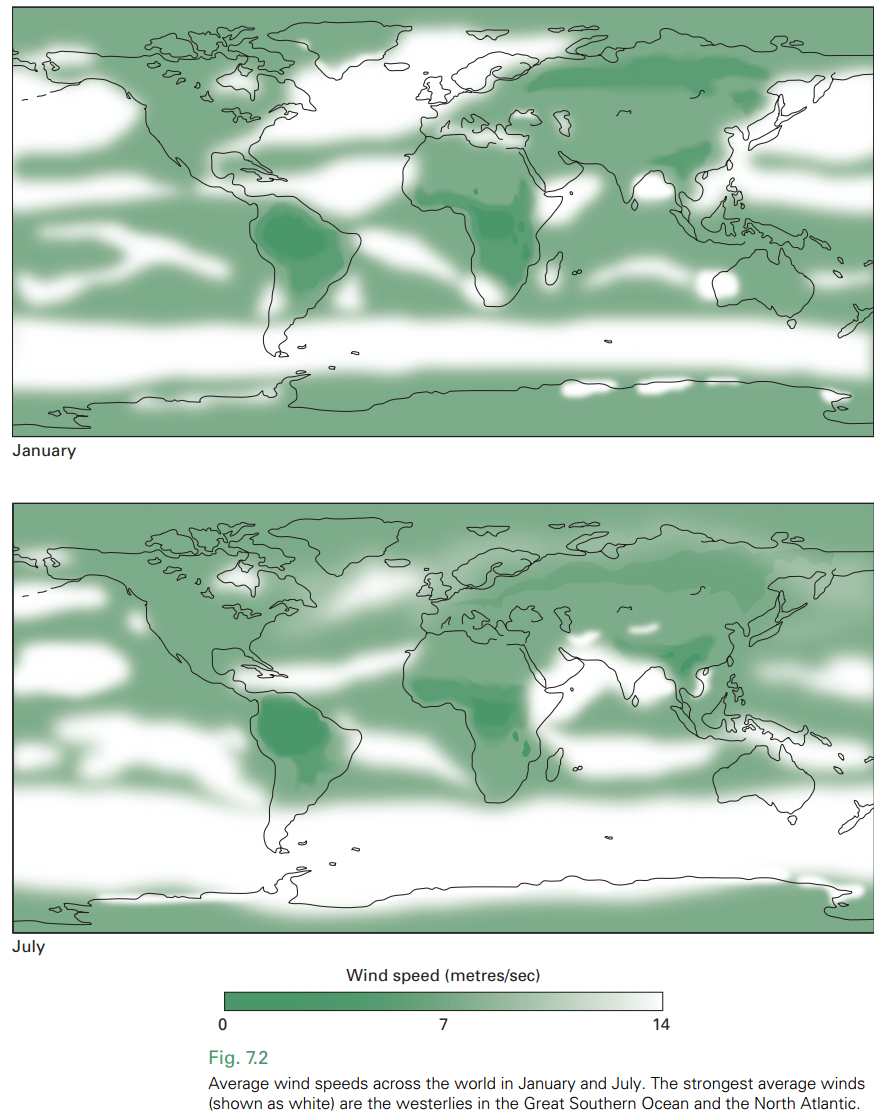 January
July
Wind speed (metres/sec)
0 7 14
Fig. 7.2
Average wind speeds across the world in January and July. The strongest average winds
(shown as white) are the westerlies in the Great Southern Ocean and the North Atlantic.